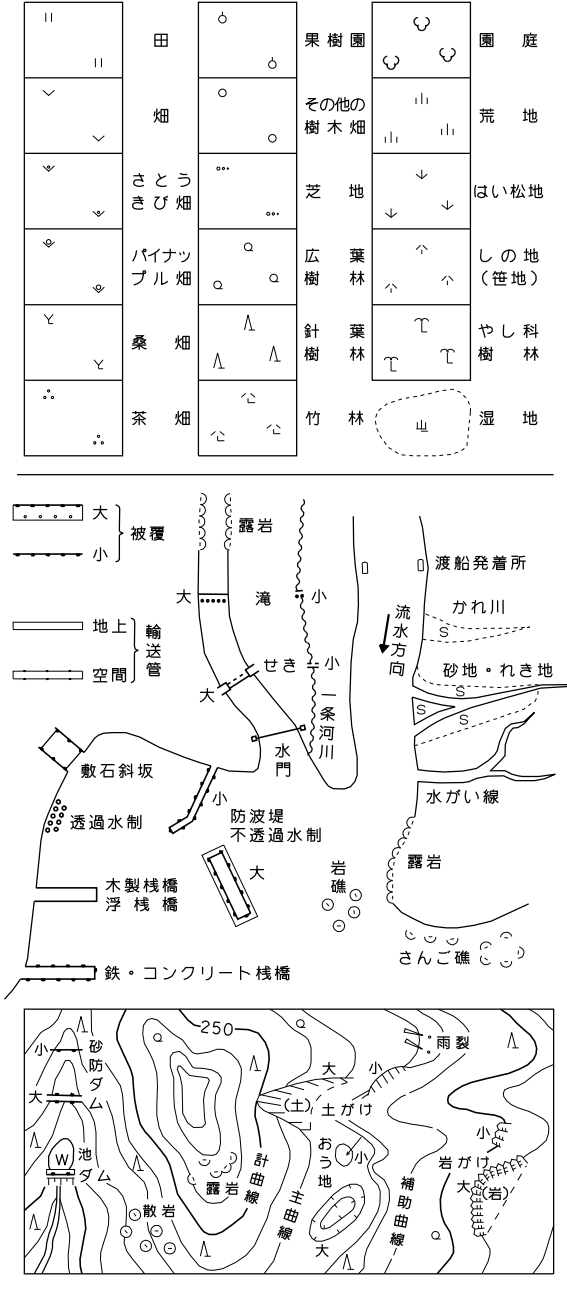 田
果樹園
園庭
畑
その他の
樹木畑
荒地
さとう
きび畑
芝地
はい松地
パイナッ
プル畑
広葉
樹林
しの地
(笹地)
桑畑
針葉
樹林
やし科
樹林
茶畑
竹林
湿地
大
小
被覆
地上
空間
輸送管
露岩
大
滝
小
渡船発着所
流水方向
かれ川
S
せき
小
大
砂地・れき地
S
S
S
一条河川
水門
敷石斜坂
小
水がい線
透過水制
防波堤
不透過水制
大
岩礁
露岩
木製桟橋
浮桟橋
さんご礁
鉄・コンクリート桟橋
250
小
砂防ダム
大
W
池
ダム
散岩
露岩
計曲線
主曲線
大
小
(土)
土がけ
おう地
小
大
補助曲線
雨裂
小
岩がけ
大
(岩)